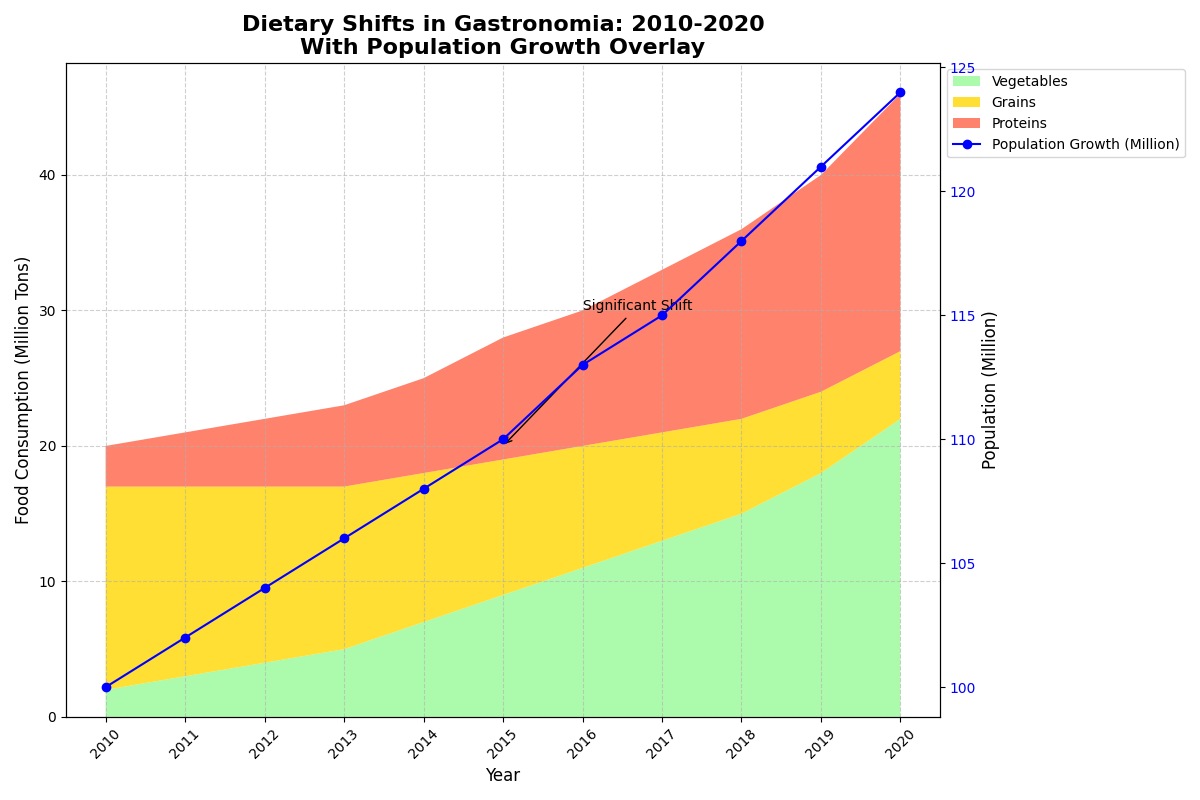 Dietary Shifts in Gastronomia: 2010-2020
With Population Growth Overlay
Food Consumption (Million Tons)
40
30
20
10
0
Significant Shift
2010
2011
2012
2013
2014
2015
2016
2017
2018
2019
2020
Year
125
120
115
110
105
100
Population (Million)
Vegetables
Grains
Proteins
Population Growth (Million)